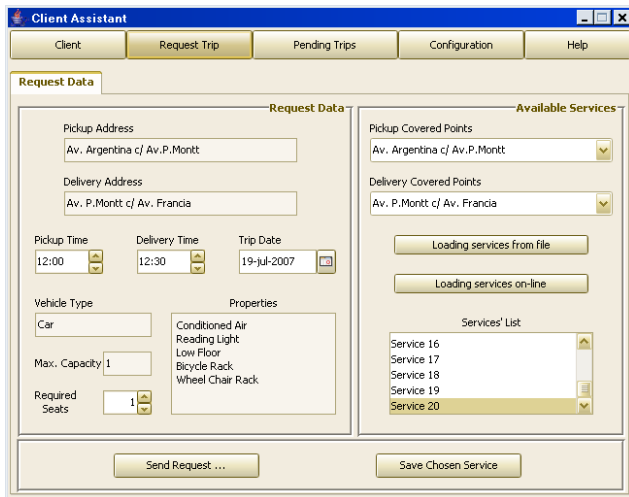 Client Assistant
Client Request Trip Pending Trips Configuration Help
Request Data
Request Data
Pickup Address
Av. Argentina c/ Av.P.Montt
Delivery Address
Av. P.Montt c/ Av. Francia
Pickup Time Delivery Time Trip Date
12:00 12:30 19-jul-2007
Vehicle Type Properties
Car
Conditioned Air
Reading Light
Low Floor
Bicycle Rack
Wheel Chair Rack
Max. Capacity 1
Required
Seats
1
Available Services
Pickup Covered Points
Av. Argentina c/ Av.P.Montt
Delivery Covered Points
Av. P.Montt c/ Av. Francia
Loading services from file
Loading services on-line
Services' List
Service 16
Service 17
Service 18
Service 19
Service 20
Send Request ... Save Chosen Service